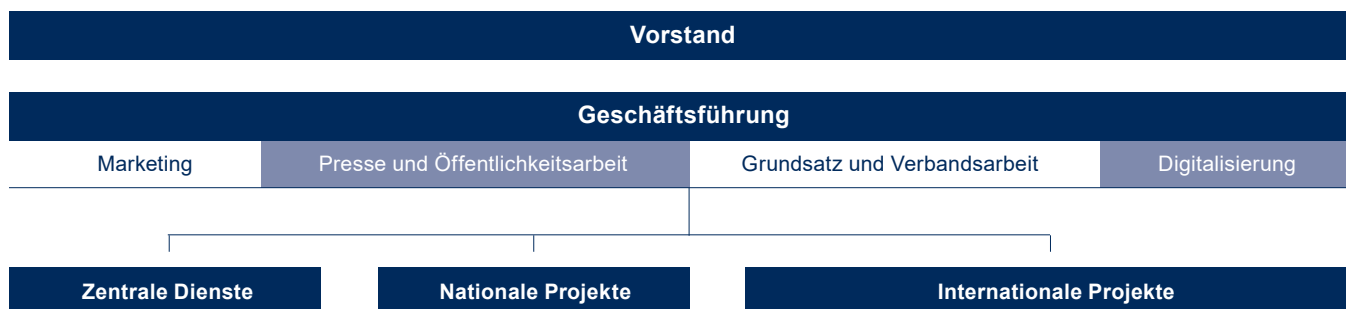 Vorstand
Geschäftsführung
Marketing Presse und Öffentlichkeitsarbeit Grundsatz und Verbandsarbeit Digitalisierung
Zentrale Dienste Nationale Projekte Internationale Projekte